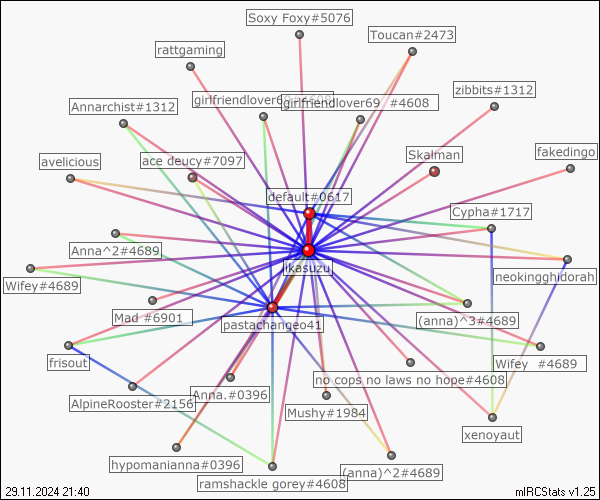 Soxy Foxy#5076
Toucan#2473
rattgaming
zibbits#1312
girlfriendlover69 #4608
Annarchist#1312
fakedingo
avelicious
ace deucy#7097
Skalman
default#0617
Cypha#1717
Anna^2#4689
ikasuzu
neokingghidorah
Wifey#4689
Mad #6901
pastachangeo41
(anna)^3#4689
frisout
Wifey #4689
no cops no laws no hope#4608
Anna.#0396
AlpineRooster#2156
Mushy#1984
xenoyaut
hypomanianna#0396
(anna)^2#4689
ramshackle gorey#4608
29.11.2024 21:40
mIRCStats v1.25